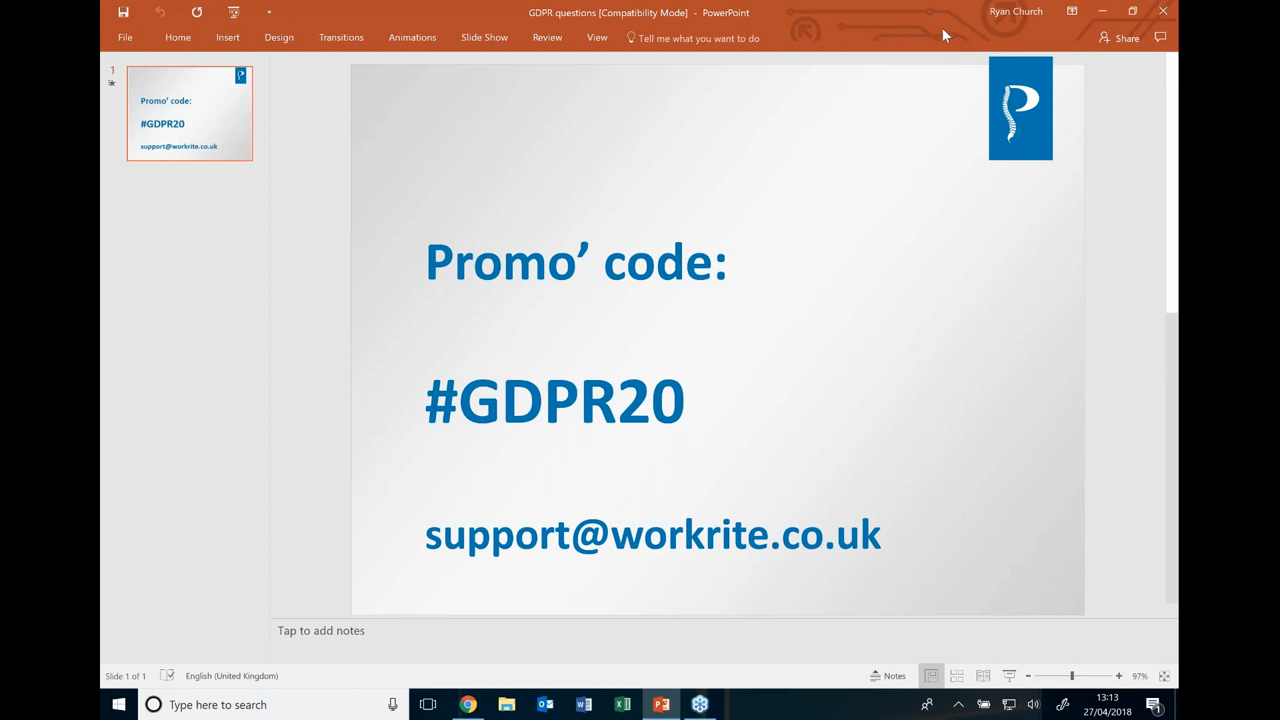 GDPR questions [Compatibility Mode] - PowerPoint
Ryan Church
File
Home
Insert
Design
Transitions
Animations
Slide Show
Review
View
Tell me what you want to do
Share
1
Promo’ code:
#GDPR20
support@workrite.co.uk
P
Promo’ code:
#GDPR20
support@workrite.co.uk
Tap to add notes
Slide 1 of 1
English (United Kingdom)
Notes
97%
Type here to search
13:13
27/04/2018